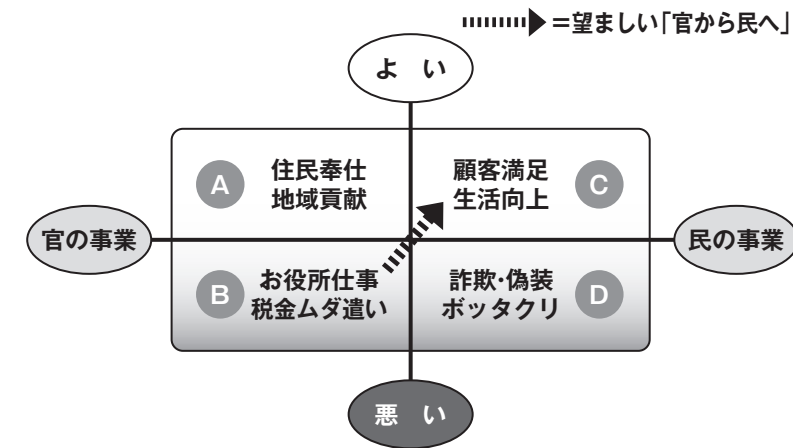 =望ましい「官から民へ」
よ い
A
住民奉仕
地域貢献
顧客満足
生活向上
C
官の事業
民の事業
B
お役所仕事
税金ムダ遣い
詐欺・偽装
ボッタクリ
D
悪 い